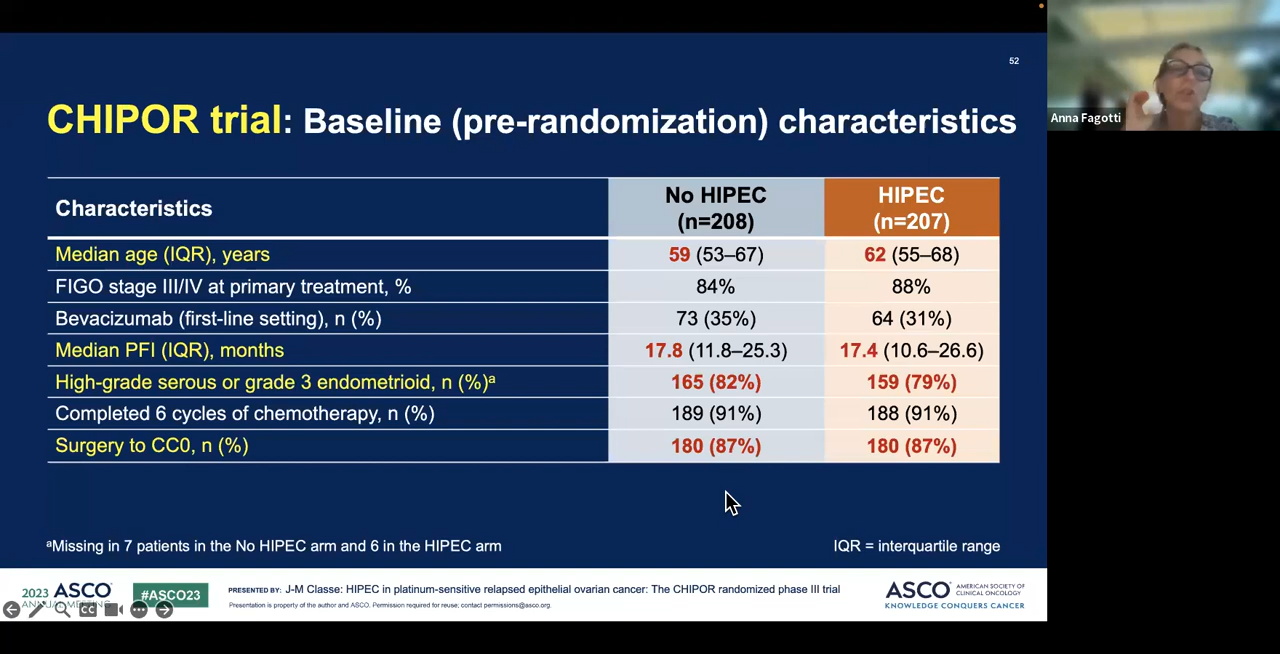 52
Anna Fagotti
CHIPOR trial: Baseline (pre-randomization) characteristics
Characteristics No HIPEC (n=208) HIPEC (n=207)
Median age (IQR), years 59 (53–67) 62 (55–68)
FIGO stage III/IV at primary treatment, % 84% 88%
Bevacizumab (first-line setting), n (%) 73 (35%) 64 (31%)
Median PFI (IQR), months 17.8 (11.8–25.3) 17.4 (10.6–26.6)
High-grade serous or grade 3 endometrioid, n (%)ᵃ 165 (82%) 159 (79%)
Completed 6 cycles of chemotherapy, n (%) 189 (91%) 188 (91%)
Surgery to CC0, n (%) 180 (87%) 180 (87%)
ᵃMissing in 7 patients in the No HIPEC arm and 6 in the HIPEC arm IQR = interquartile range
2023 ASCO®
ANNUAL MEETING
#ASCO23
PRESENTED BY: J-M Classe: HIPEC in platinum-sensitive relapsed epithelial ovarian cancer: The CHIPOR randomized phase III trial
Presentation is property of the author and ASCO. Permission required for reuse; contact permissions@asco.org.
ASCO® AMERICAN SOCIETY OF
CLINICAL ONCOLOGY
KNOWLEDGE CONQUERS CANCER
CC